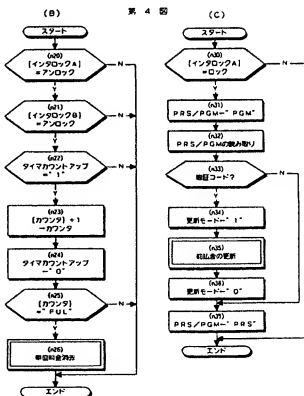 第 4 図
(B)
スタート
(n20)
[インタロックA]
=アンロック
N
Y
(n21)
[インタロックB]
=アンロック
N
Y
(n22)
タイマカウントアップ
="1"
N
Y
(n23)
[カウンタ]+1
→カウンタ
(n24)
タイマカウントアップ
←"0"
(n25)
[カウンタ]
="FUL"
N
Y
(n26)
エンド
(C)
スタート
(n30)
[インタロックA]
=ロック
N
Y
(n31)
PRS/PGM←"PGM"
(n32)
PRS/PGMの読み取り
(n33)
暗証コード?
N
Y
(n34)
更新モード←"1"
(n35)
前払金の更新
(n36)
更新モード←"0"
(n37)
PRS/PGM←"PRS"
エンド